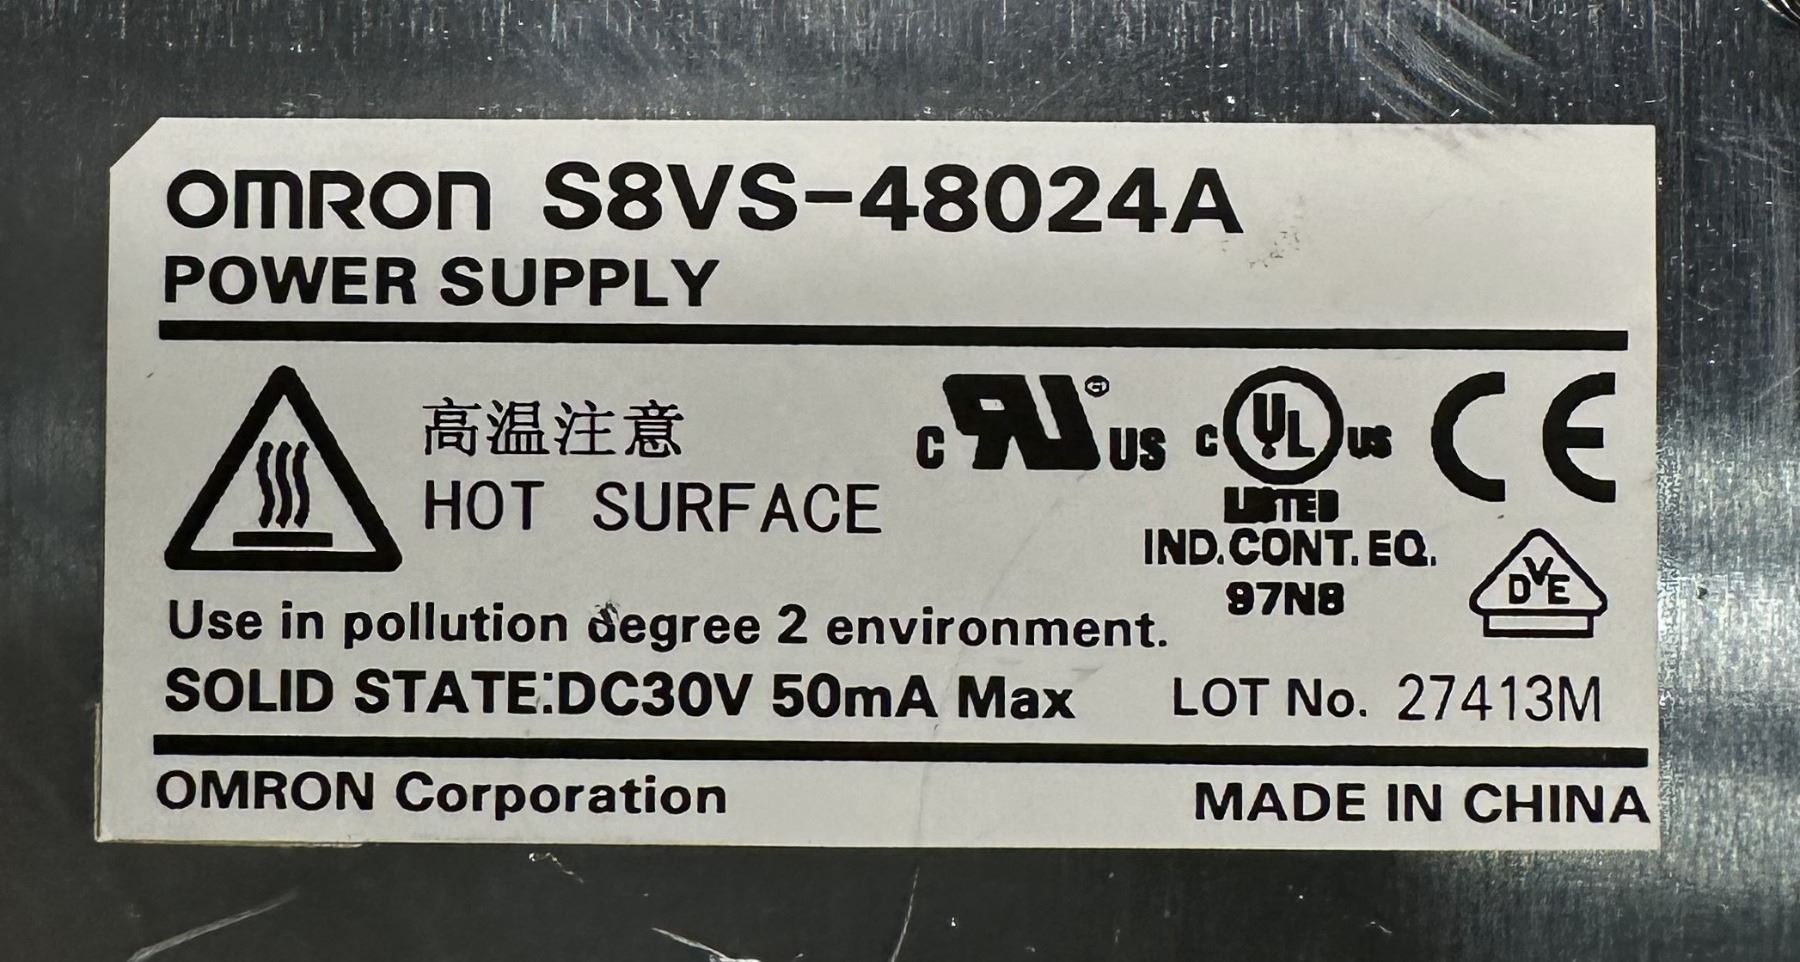 OMRON S8VS-48024A
POWER SUPPLY
高温注意
HOT SURFACE
c RU ® US
c UL US
LISTED
IND.CONT.EQ.
97N8
CE
DVE
Use in pollution degree 2 environment.
SOLID STATE:DC30V 50mA Max
LOT No. 27413M
OMRON Corporation
MADE IN CHINA